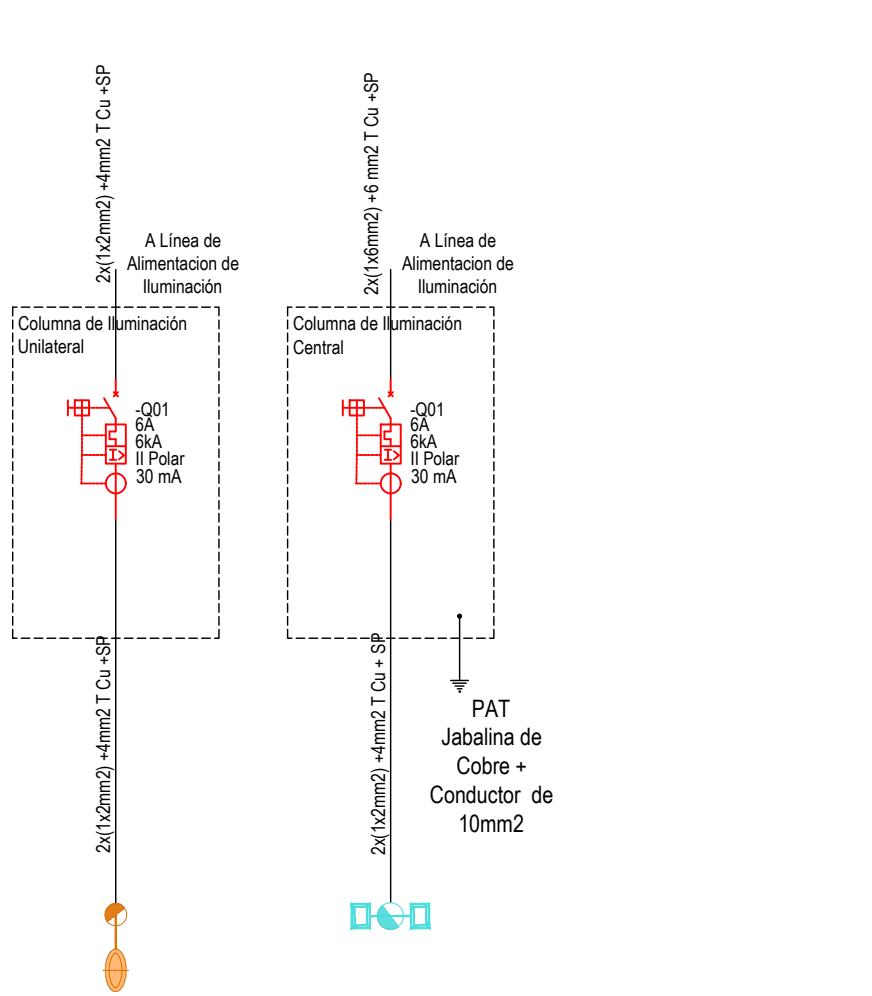 2x(1x2mm2) +4mm2 T Cu +SP
A Línea de
Alimentacion de
Iluminación
Columna de Iluminación
Unilateral
-Q01
6A
6kA
II Polar
30 mA
I>
2x(1x2mm2) +4mm2 T Cu +SP
2x(1x6mm2) +6 mm2 T Cu +SP
A Línea de
Alimentacion de
Iluminación
Columna de Iluminación
Central
-Q01
6A
6kA
II Polar
30 mA
I>
2x(1x2mm2) +4mm2 T Cu + SP
PAT
Jabalina de
Cobre +
Conductor de
10mm2